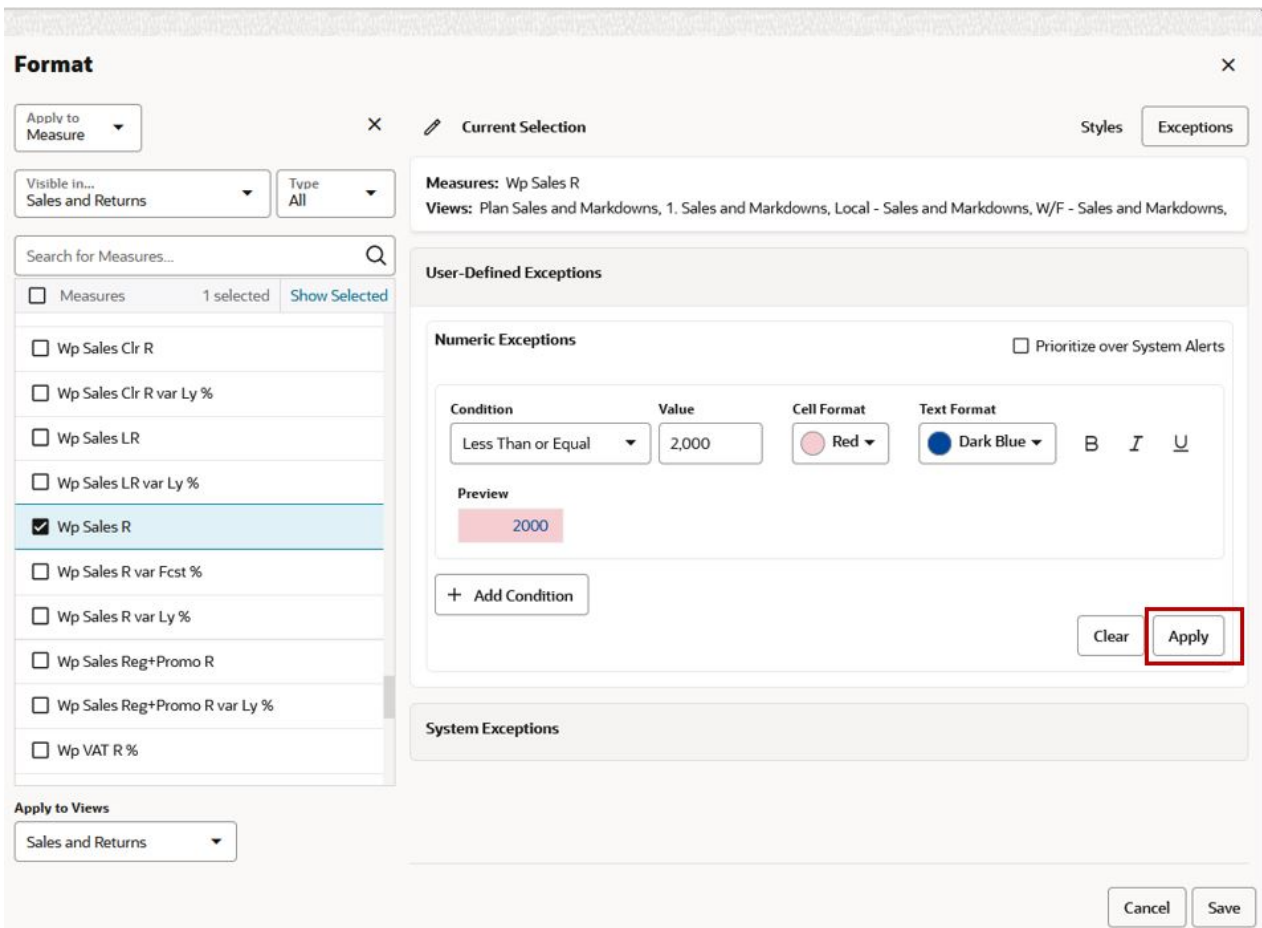 Format
Apply to
Measure
Visible in...
Sales and Returns
Type
All
Search for Measures...
Measures 1 selected Show Selected
Wp Sales Clr R
Wp Sales Clr R var Ly %
Wp Sales LR
Wp Sales LR var Ly %
Wp Sales R
Wp Sales R var Fcst %
Wp Sales R var Ly %
Wp Sales Reg+Promo R
Wp Sales Reg+Promo R var Ly %
Wp VAT R %
Apply to Views
Sales and Returns
Current Selection
Styles Exceptions
Measures: Wp Sales R
Views: Plan Sales and Markdowns, 1. Sales and Markdowns, Local - Sales and Markdowns, W/F - Sales and Markdowns,
User-Defined Exceptions
Numeric Exceptions
Prioritize over System Alerts
Condition Value Cell Format Text Format
Less Than or Equal 2,000 Red Dark Blue B I U
Preview
2000
+ Add Condition
Clear Apply
System Exceptions
Cancel Save